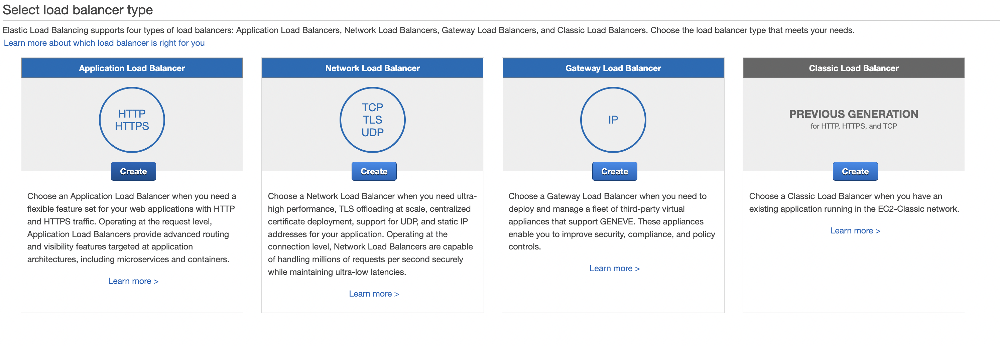 Select load balancer type
Elastic Load Balancing supports four types of load balancers: Application Load Balancers, Network Load Balancers, Gateway Load Balancers, and Classic Load Balancers. Choose the load balancer type that meets your needs.
Learn more about which load balancer is right for you
Application Load Balancer
HTTP
HTTPS
Create
Choose an Application Load Balancer when you need a
flexible feature set for your web applications with HTTP
and HTTPS traffic. Operating at the request level,
Application Load Balancers provide advanced routing
and visibility features targeted at application
architectures, including microservices and containers.
Learn more >
Network Load Balancer
TCP
TLS
UDP
Create
Choose a Network Load Balancer when you need ultra-
high performance, TLS offloading at scale, centralized
certificate deployment, support for UDP, and static IP
addresses for your application. Operating at the
connection level, Network Load Balancers are capable
of handling millions of requests per second securely
while maintaining ultra-low latencies.
Learn more >
Gateway Load Balancer
IP
Create
Choose a Gateway Load Balancer when you need to
deploy and manage a fleet of third-party virtual
appliances that support GENEVE. These appliances
enable you to improve security, compliance, and policy
controls.
Learn more >
Classic Load Balancer
PREVIOUS GENERATION
for HTTP, HTTPS, and TCP
Create
Choose a Classic Load Balancer when you have an
existing application running in the EC2-Classic network.
Learn more >